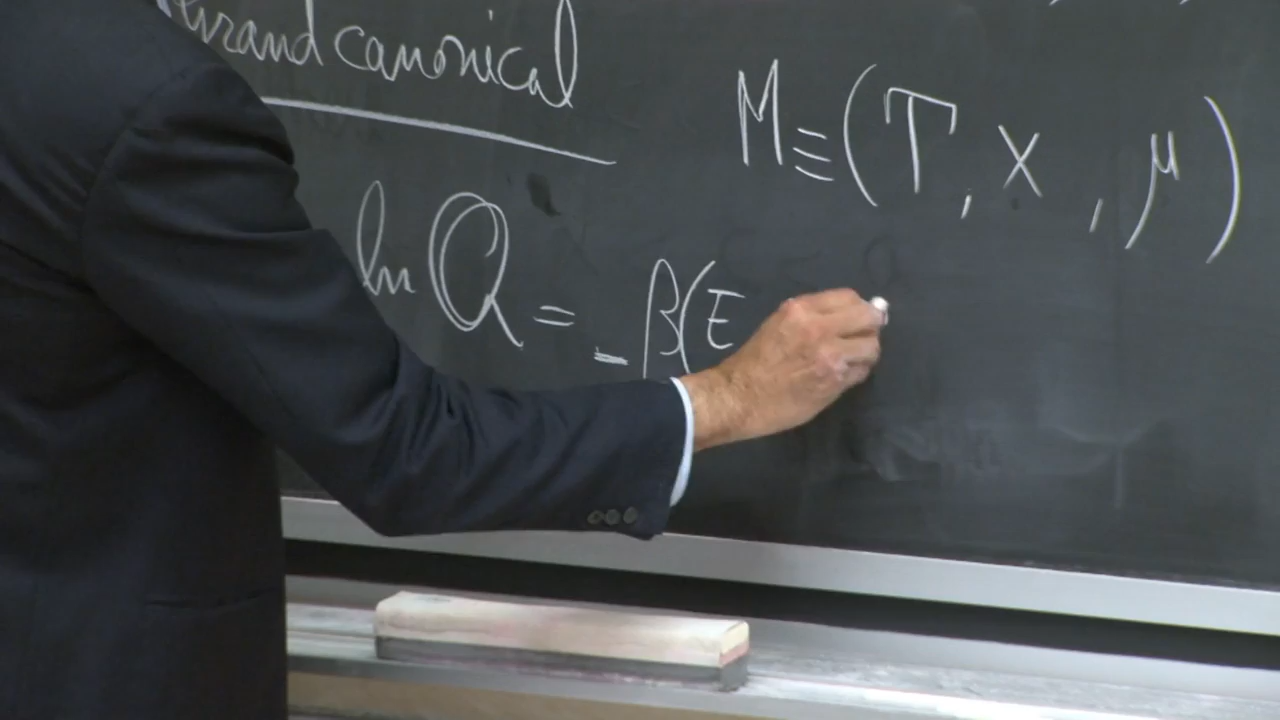 Grand canonical
M ≡ (T, x, μ)
ln Q = - β(E